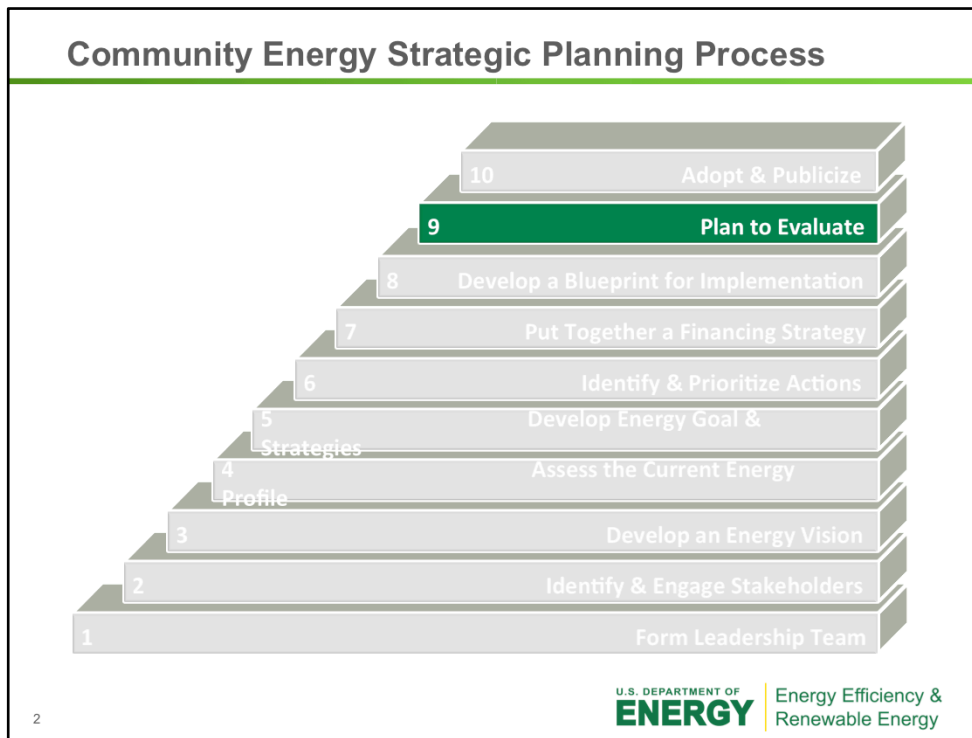 Community Energy Strategic Planning Process
10 Adopt & Publicize
9 Plan to Evaluate
8 Develop a Blueprint for Implementation
7 Put Together a Financing Strategy
6 Identify & Prioritize Actions
5 Develop Energy Goal &
Strategies
4 Assess the Current Energy
Profile
3 Develop an Energy Vision
2 Identify & Engage Stakeholders
1 Form Leadership Team
2
U.S. DEPARTMENT OF
ENERGY
Energy Efficiency &
Renewable Energy